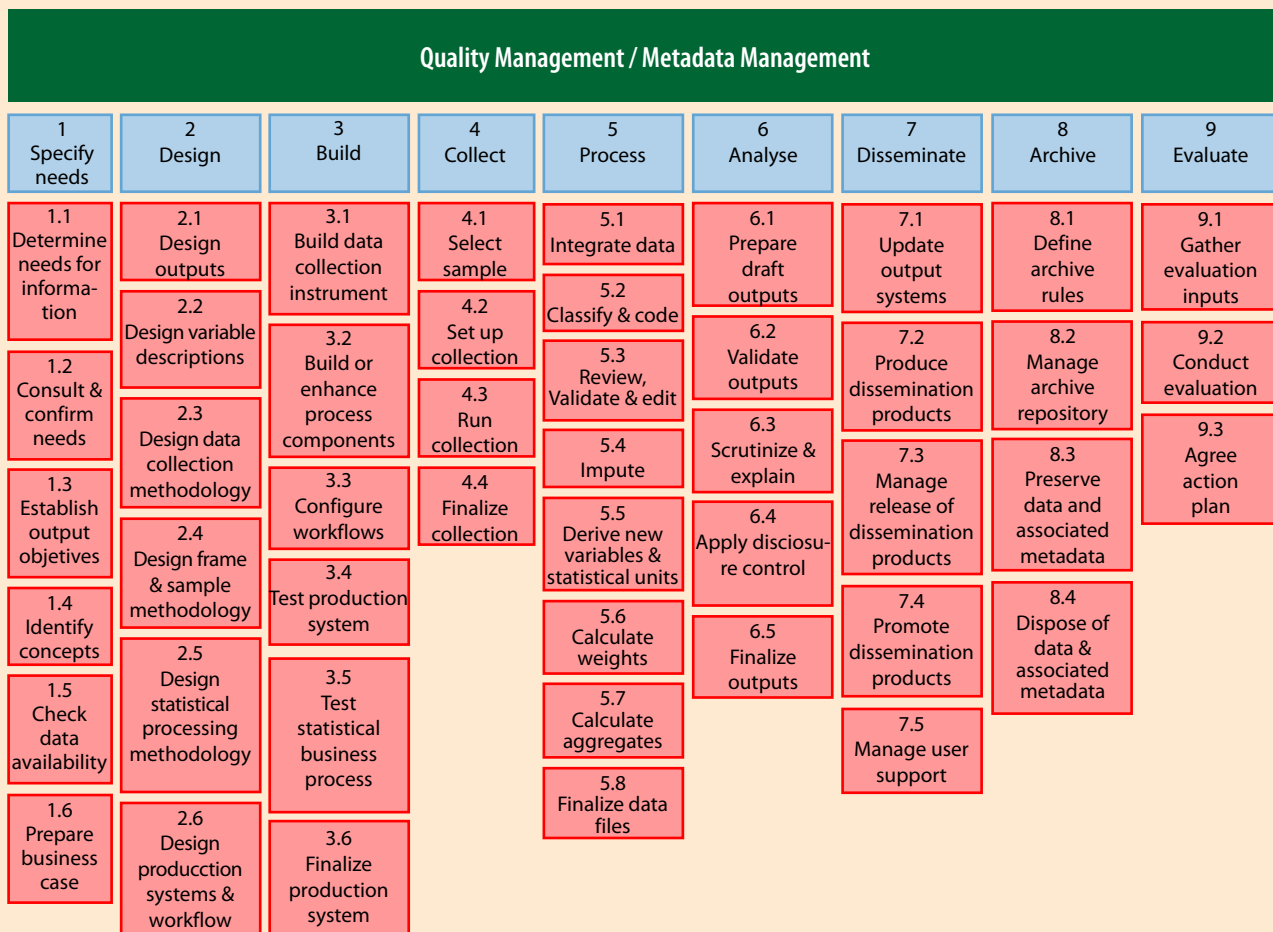 Quality Management / Metadata Management
1
Specify
needs
2
Design
3
Build
4
Collect
5
Process
6
Analyse
7
Disseminate
8
Archive
9
Evaluate
1.1
Determine
needs for
informa-
tion
1.2
Consult &
confirm
needs
1.3
Establish
output
objetives
1.4
Identify
concepts
1.5
Check
data
availability
1.6
Prepare
business
case
2.1
Design
outputs
2.2
Design variable
descriptions
2.3
Design data
collection
methodology
2.4
Design frame
& sample
methodology
2.5
Design
statistical
processing
methodology
2.6
Design
producction
systems &
workflow
3.1
Build data
collection
instrument
3.2
Build or
enhance
process
components
3.3
Configure
workflows
3.4
Test production
system
3.5
Test
statistical
business
process
3.6
Finalize
production
system
4.1
Select
sample
4.2
Set up
collection
4.3
Run
collection
4.4
Finalize
collection
5.1
Integrate data
5.2
Classify & code
5.3
Review,
Validate & edit
5.4
Impute
5.5
Derive new
variables &
statistical units
5.6
Calculate
weights
5.7
Calculate
aggregates
5.8
Finalize data
files
6.1
Prepare
draft
outputs
6.2
Validate
outputs
6.3
Scrutinize &
explain
6.4
Apply disciosu-
re control
6.5
Finalize
outputs
7.1
Update
output
systems
7.2
Produce
dissemination
products
7.3
Manage
release of
dissemination
products
7.4
Promote
dissemination
products
7.5
Manage user
support
8.1
Define
archive
rules
8.2
Manage
archive
repository
8.3
Preserve
data and
associated
metadata
8.4
Dispose of
data &
associated
metadata
9.1
Gather
evaluation
inputs
9.2
Conduct
evaluation
9.3
Agree
action
plan